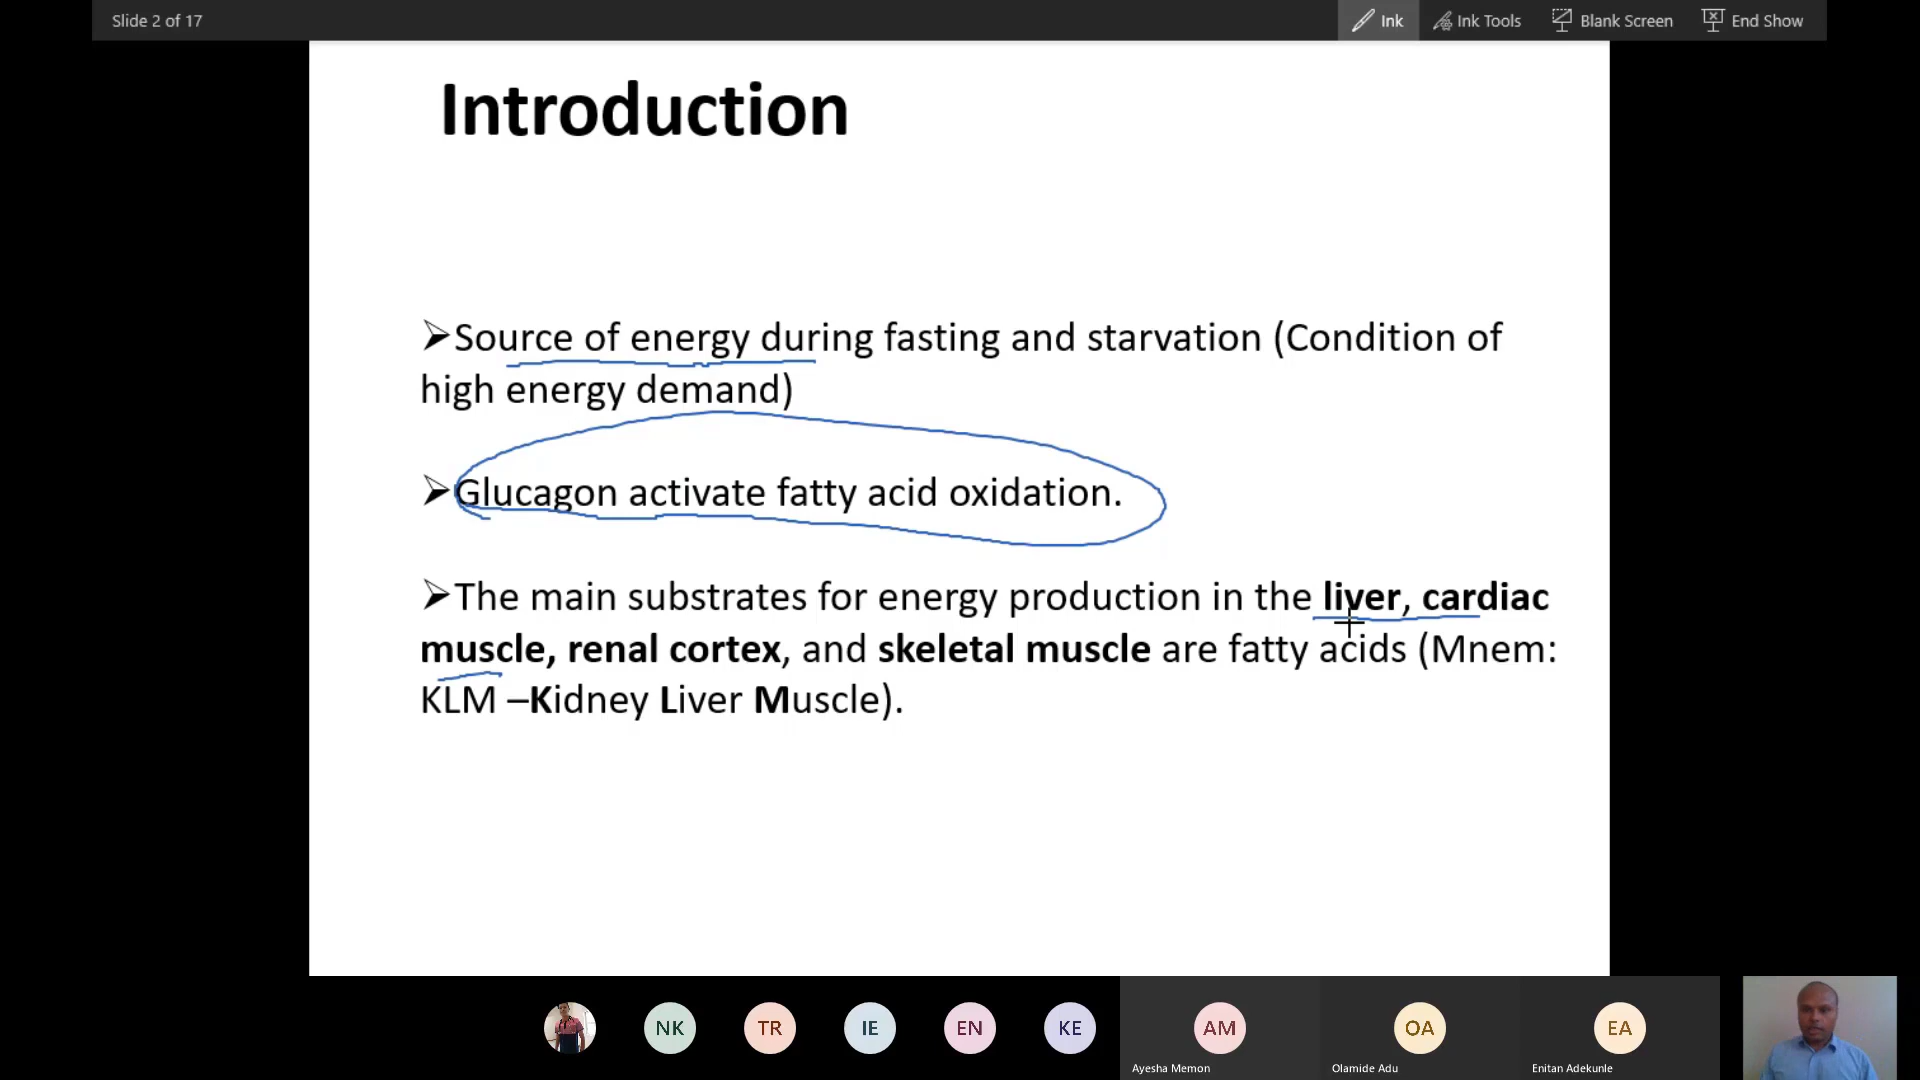 Slide 2 of 17
Ink
Ink Tools
Blank Screen
End Show
Introduction
➢Source of energy during fasting and starvation (Condition of
high energy demand)
➢Glucagon activate fatty acid oxidation.
➢The main substrates for energy production in the liver, cardiac
muscle, renal cortex, and skeletal muscle are fatty acids (Mnem:
KLM –Kidney Liver Muscle).
NK
TR
IE
EN
KE
AM
OA
EA
Ayesha Memon
Olamide Adu
Enitan Adekunle